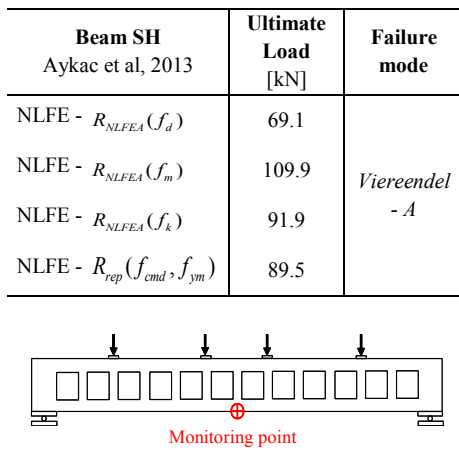 Beam SH
Aykac et al, 2013
Ultimate
Load
[kN]
Failure
mode
NLFE - R_NLFEA(f_d)
69.1
NLFE - R_NLFEA(f_m)
109.9
NLFE - R_NLFEA(f_k)
91.9
NLFE - R_rep(f_cmd, f_ym)
89.5
Viereendel
- A
Monitoring point